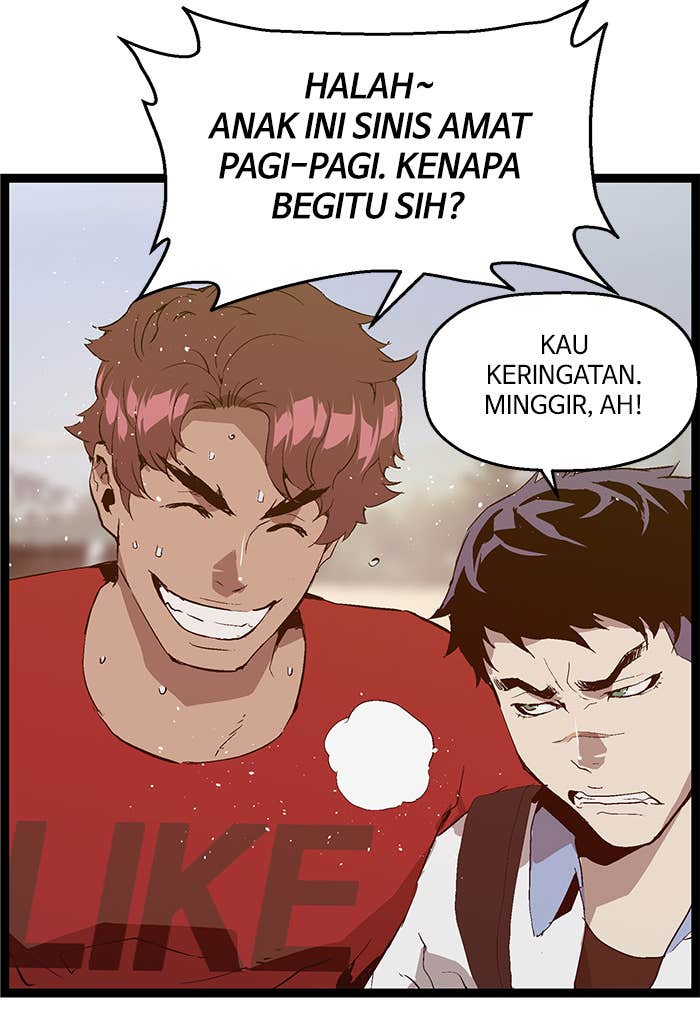 HALAH~
ANAK INI SINIS AMAT
PAGI-PAGI. KENAPA
BEGITU SIH?
KAU
KERINGATAN.
MINGGIR, AH!
LIKE